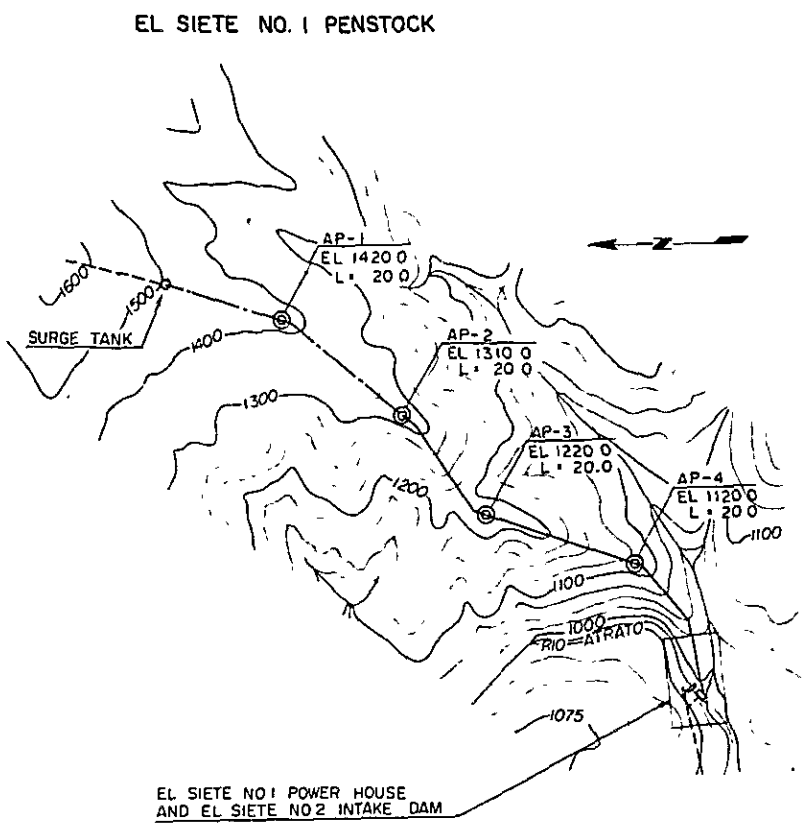 EL SIETE NO. 1 PENSTOCK
AP-1
EL 1420 0
L = 20 0
N
1600
1500
SURGE TANK
1400
AP-2
EL 1310 0
L = 20 0
1300
AP-3
EL 1220 0
L = 20.0
AP-4
EL 1120 0
L = 20 0
1200
1100
1100
1000
RIO ATRATO
1075
EL SIETE NO 1 POWER HOUSE
AND EL SIETE NO 2 INTAKE DAM